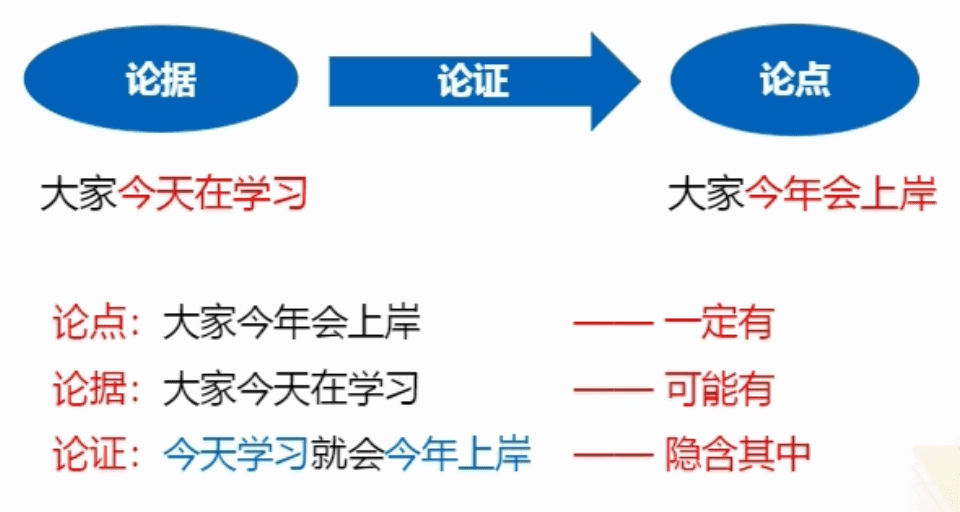 论据 论证 论点
大家今天在学习 大家今年会上岸
论点：大家今年会上岸 —— 一定有
论据：大家今天在学习 —— 可能有
论证：今天学习就会今年上岸 —— 隐含其中